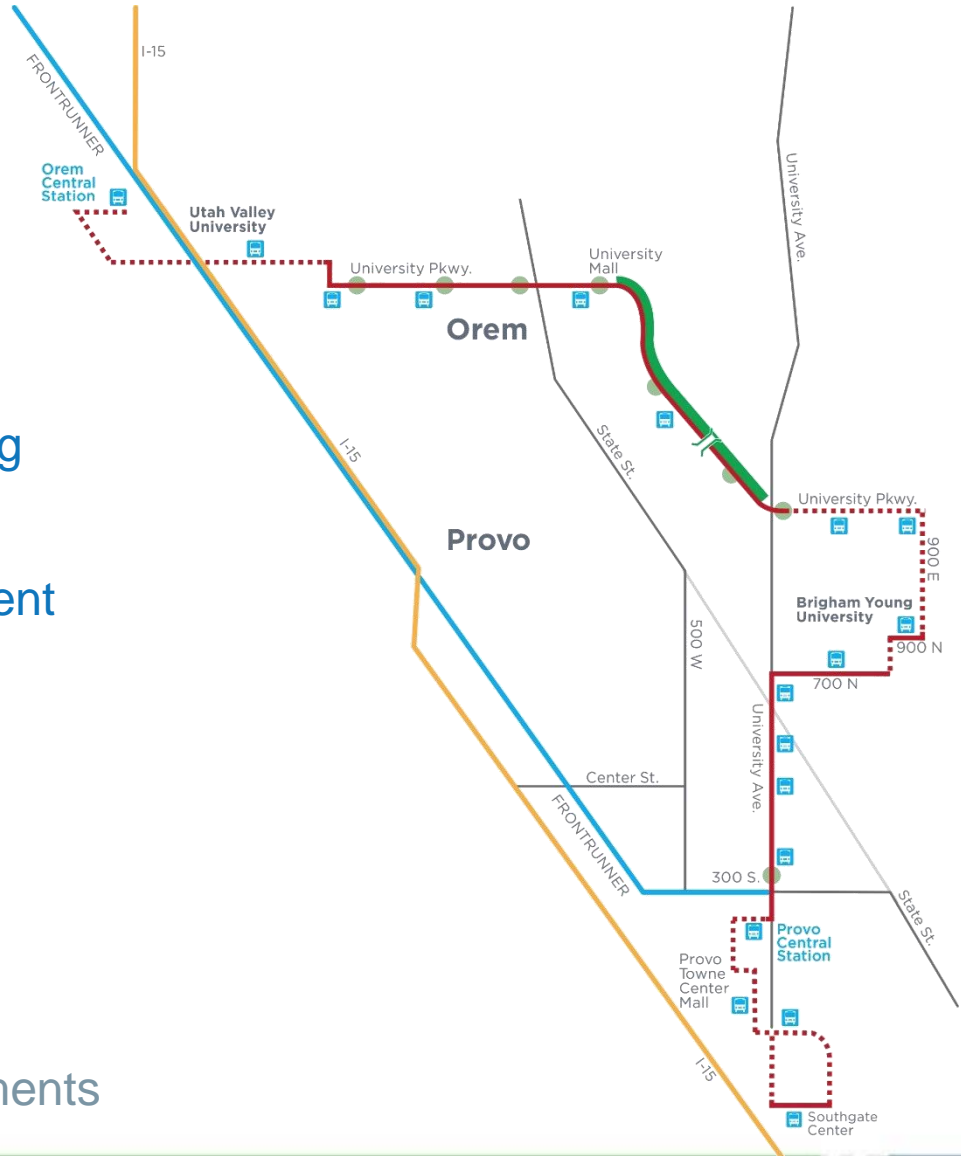 I-15
FRONTRUNNER
Orem
Central
Station
Utah Valley
University
University Ave.
University Pkwy.
University
Mall
Orem
g
I-15
State St.
University Pkwy.
Provo
900 E
ent
Brigham Young
University
500 W
900 N
700 N
University Ave.
Center St.
FRONTRUNNER
300 S.
State St.
Provo
Central
Station
Provo
Towne
Center
Mall
I-15
nents
Southgate
Center